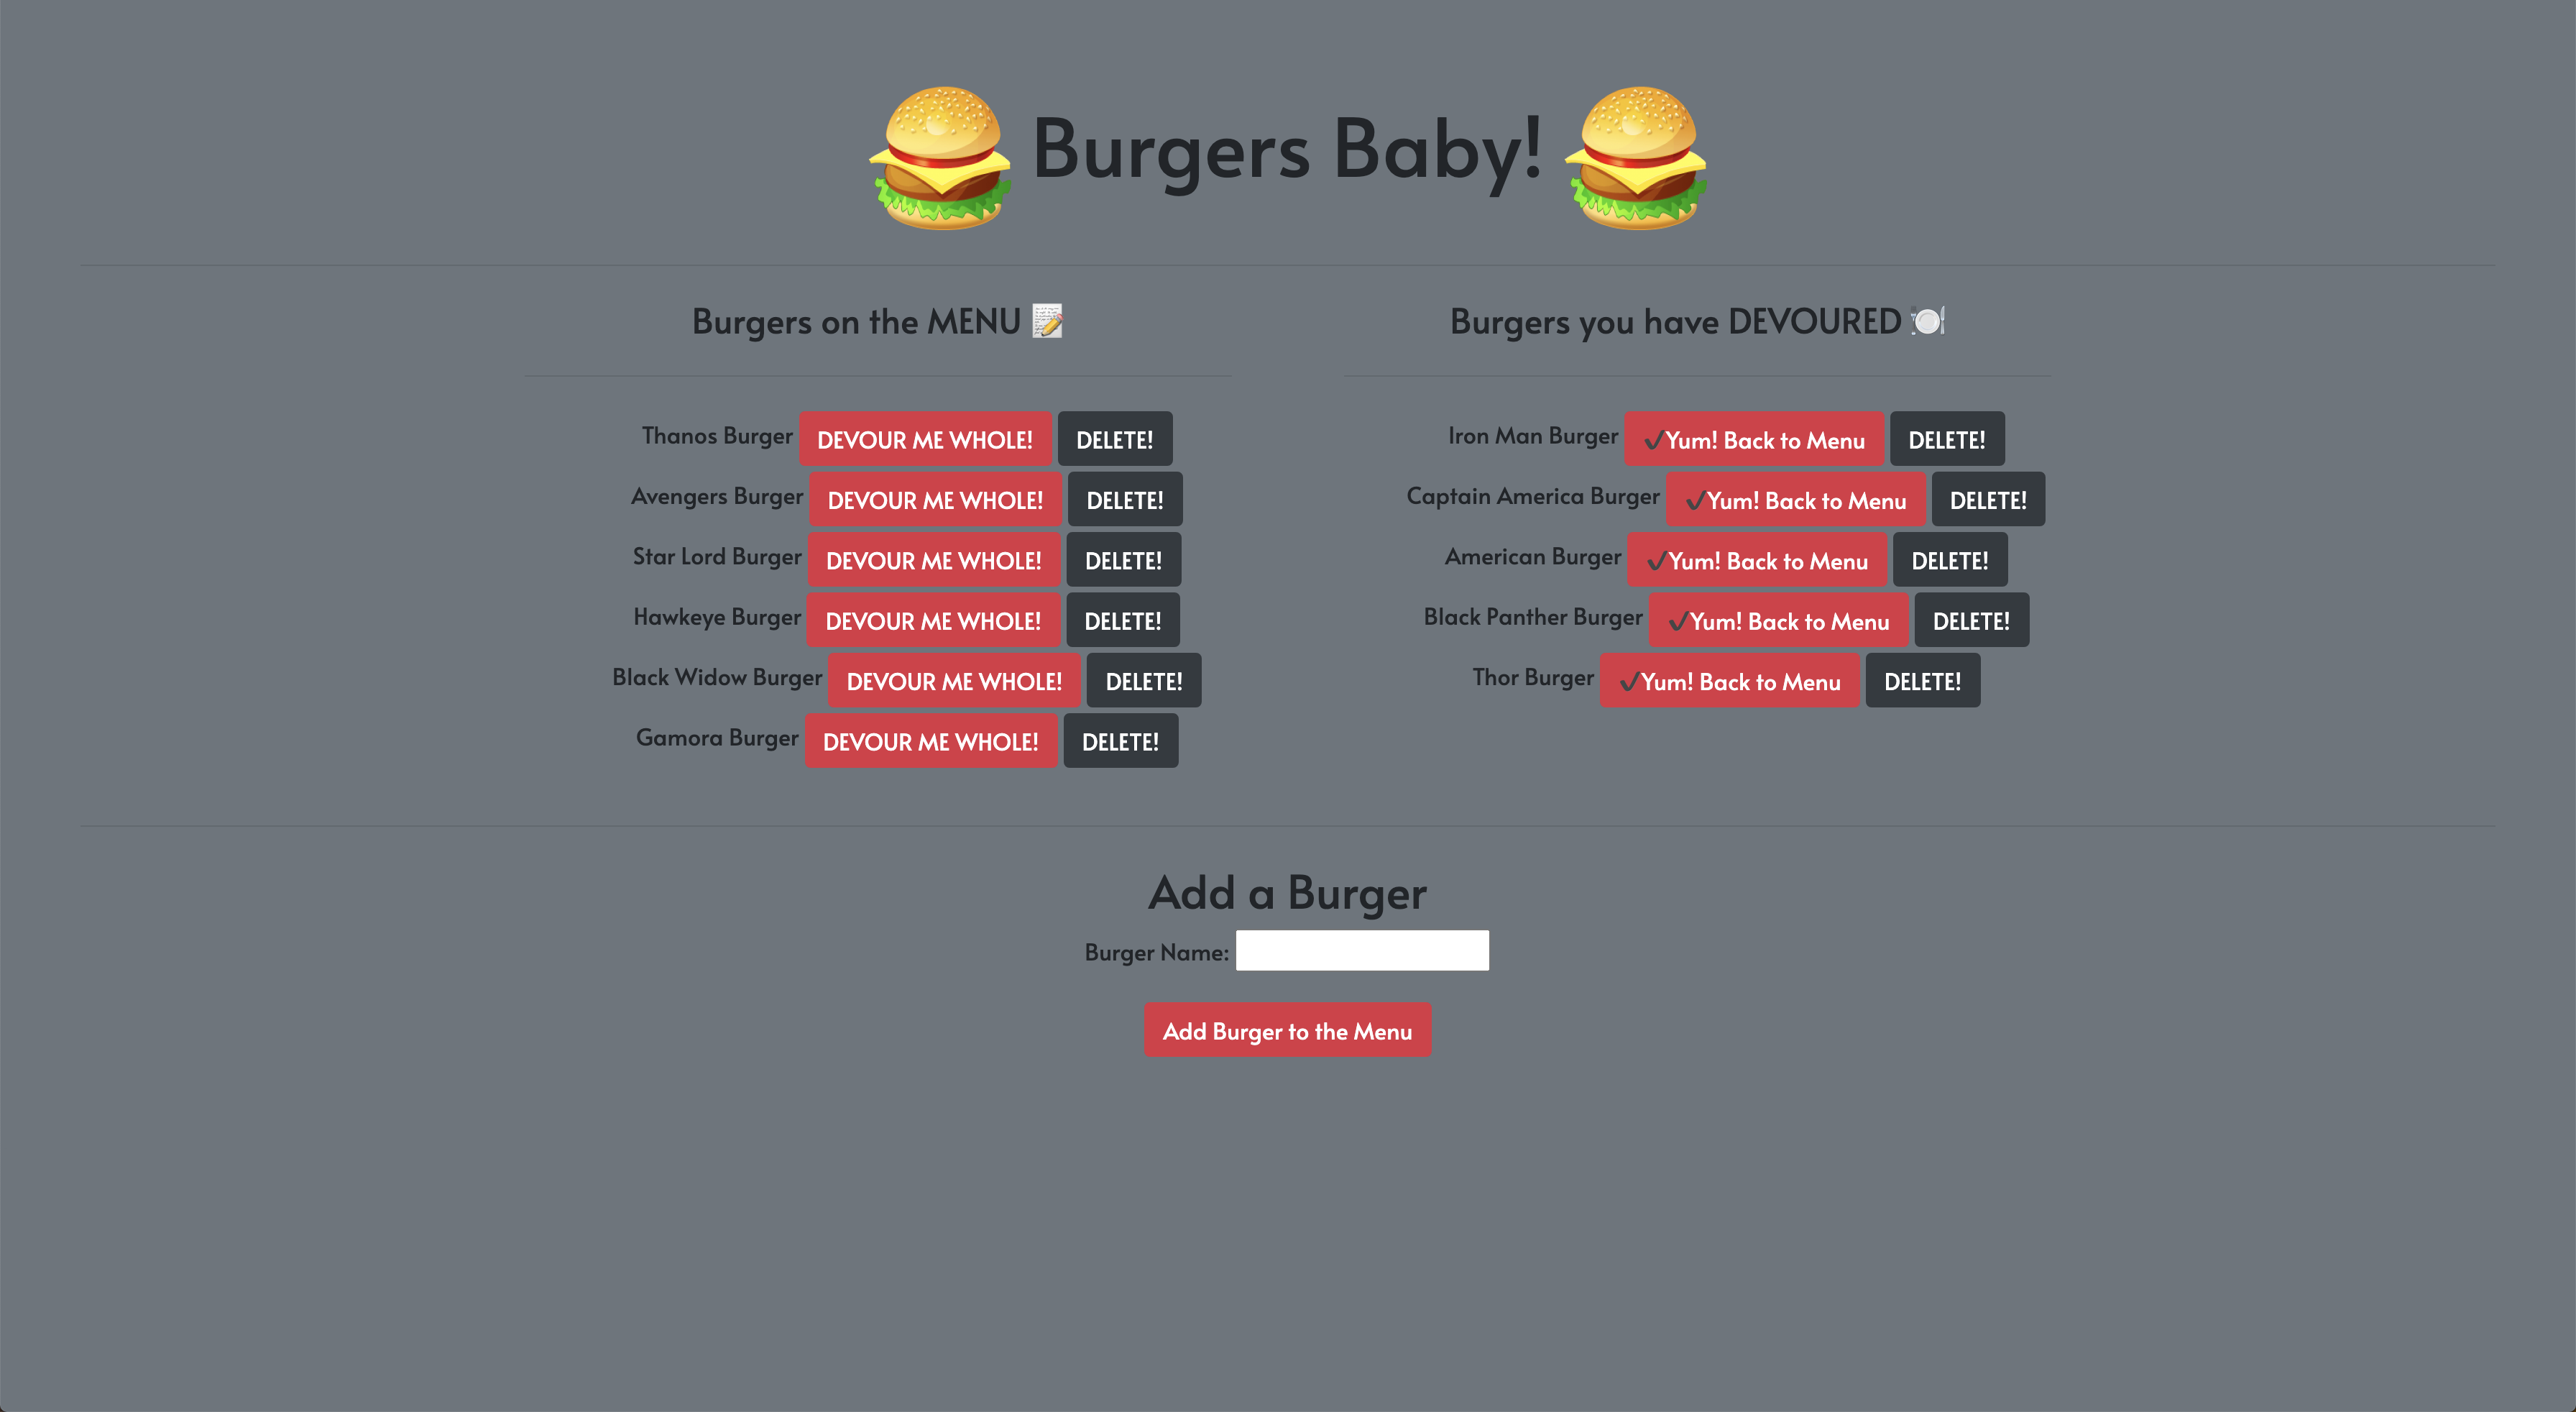 Burgers Baby!
Burgers on the MENU
Thanos Burger DEVOUR ME WHOLE! DELETE!
Avengers Burger DEVOUR ME WHOLE! DELETE!
Star Lord Burger DEVOUR ME WHOLE! DELETE!
Hawkeye Burger DEVOUR ME WHOLE! DELETE!
Black Widow Burger DEVOUR ME WHOLE! DELETE!
Gamora Burger DEVOUR ME WHOLE! DELETE!
Burgers you have DEVOURED
Iron Man Burger ✔Yum! Back to Menu DELETE!
Captain America Burger ✔Yum! Back to Menu DELETE!
American Burger ✔Yum! Back to Menu DELETE!
Black Panther Burger ✔Yum! Back to Menu DELETE!
Thor Burger ✔Yum! Back to Menu DELETE!
Add a Burger
Burger Name:
Add Burger to the Menu